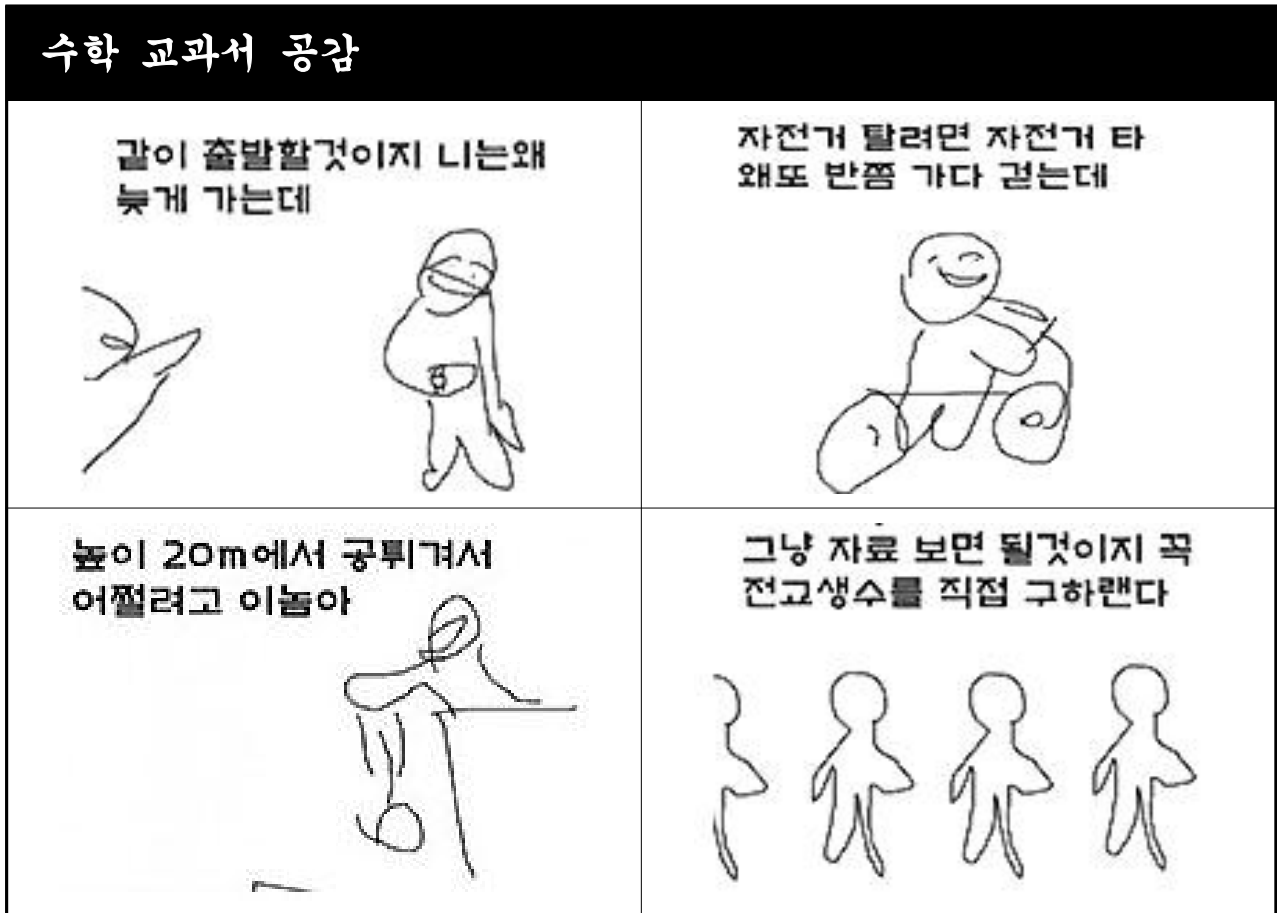 수학 교과서 공감
같이 출발할것이지 니는왜
늦게 가는데
자전거 탈려면 자전거 타
왜또 반쯤 가다 걷는데
높이 20m에서 공튀겨서
어쩔려고 이놈아
그냥 자료 보면 될것이지 꼭
전교생수를 직접 구하랜다